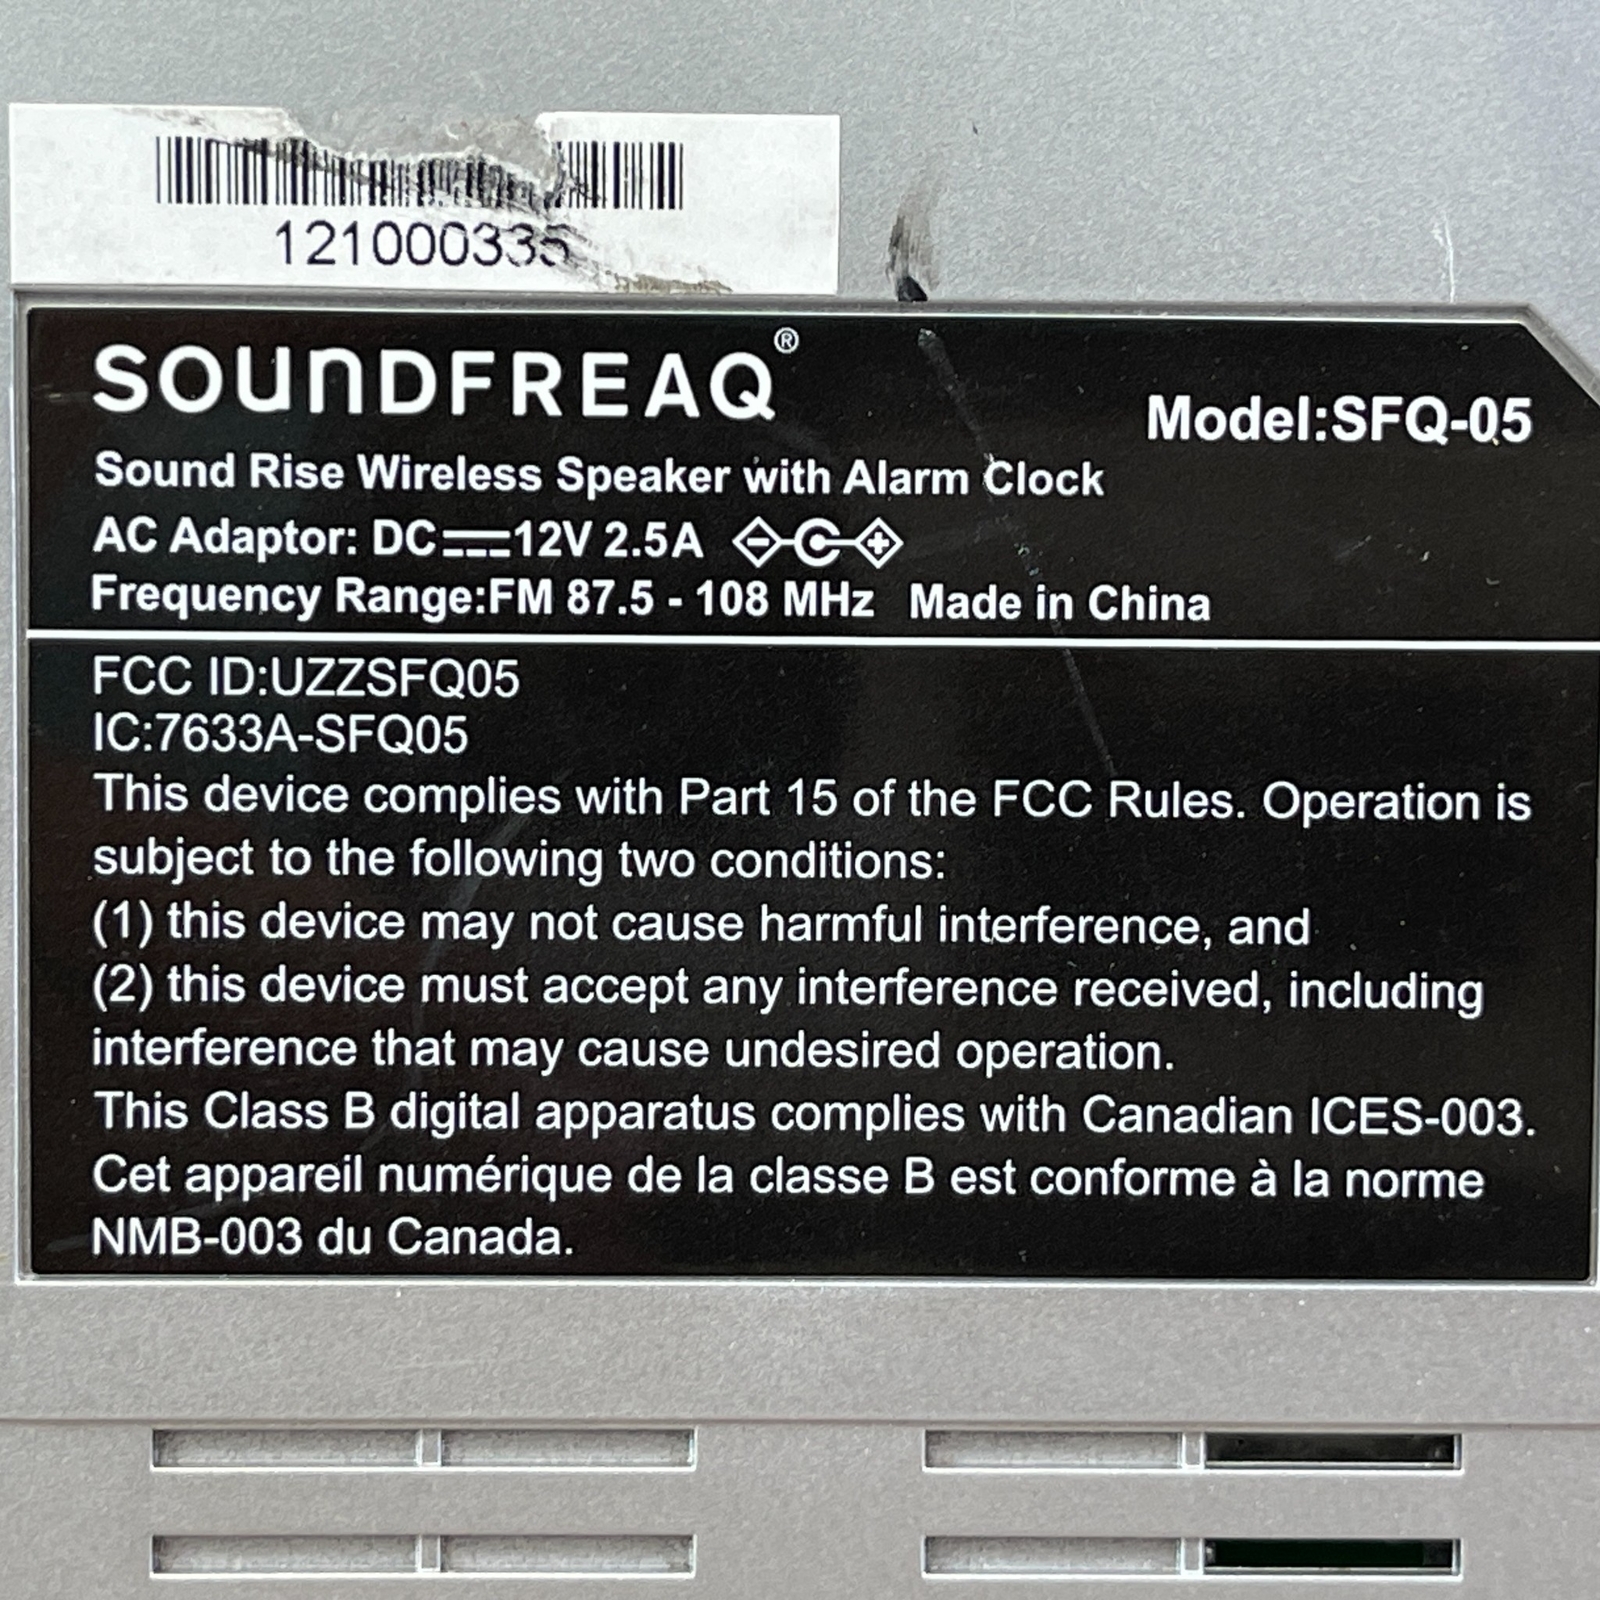 121000335
SOUNDFREAQ®
Model:SFQ-05
Sound Rise Wireless Speaker with Alarm Clock
AC Adaptor: DC⎓12V 2.5A
Frequency Range:FM 87.5 - 108 MHz Made in China
FCC ID:UZZSFQ05
IC:7633A-SFQ05
This device complies with Part 15 of the FCC Rules. Operation is
subject to the following two conditions:
(1) this device may not cause harmful interference, and
(2) this device must accept any interference received, including
interference that may cause undesired operation.
This Class B digital apparatus complies with Canadian ICES-003.
Cet appareil numérique de la classe B est conforme à la norme
NMB-003 du Canada.